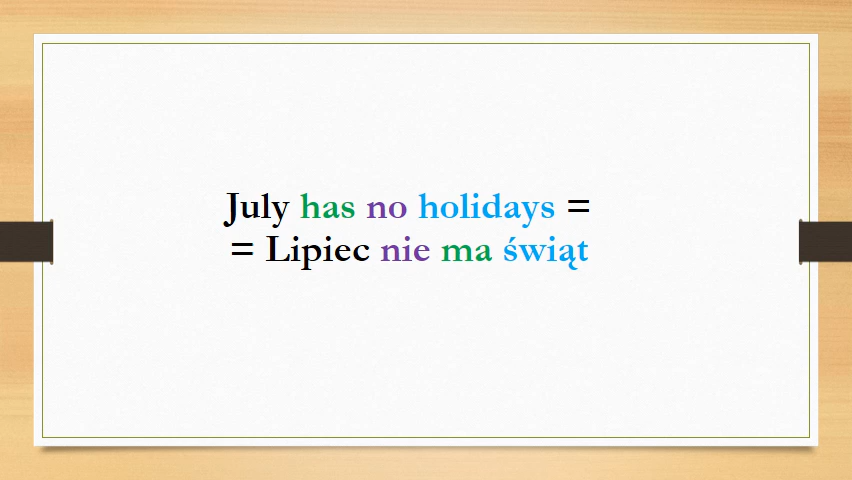 July has no holidays =
= Lipiec nie ma świąt